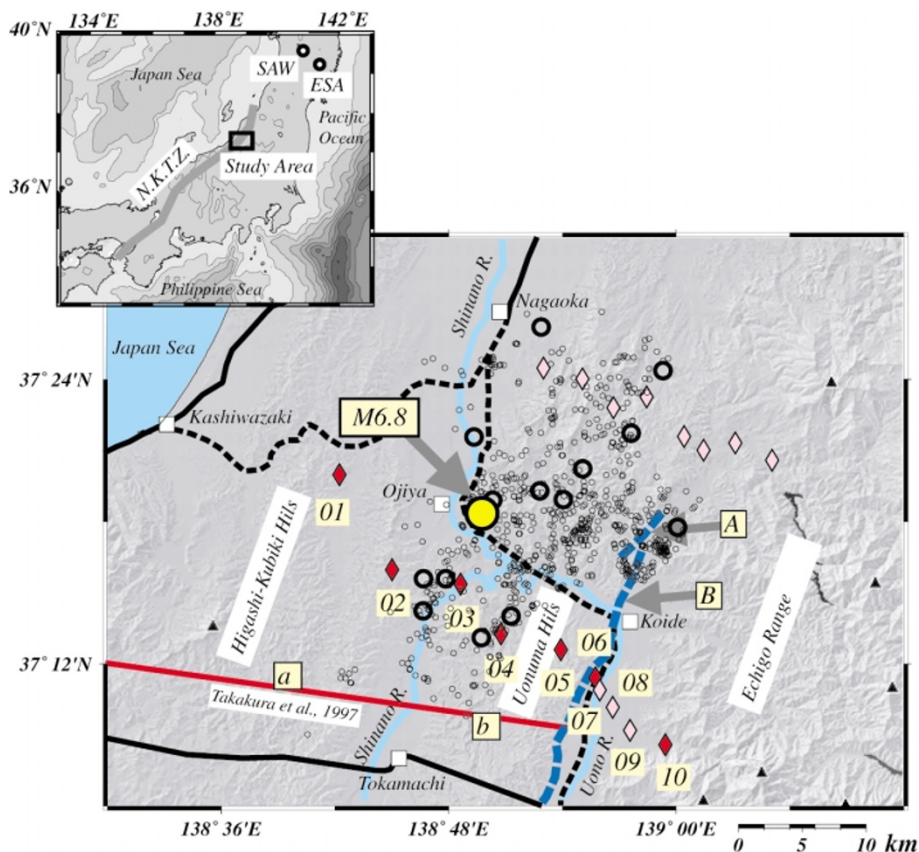 134°E 138°E 142°E
40°N
SAW
Japan Sea
ESA
Pacific
Ocean
N.K.T.Z.
Study Area
36°N
Philippine Sea
Shinano R.
Nagaoka
Japan Sea
37°24'
N
Kashiwazaki
M6.8
Ojiya
01
A
Higashi-Kubiki Hils
02
B
03
Koide
Echigo Range
Uonuma Hils
06
04
37°12'
N
05
08
a
Takakura et al., 1997
b
07
Shinano R.
Uono R.
09
10
Tokamachi
138°36'E 138°48'E 139°00'E
0 5 10 km